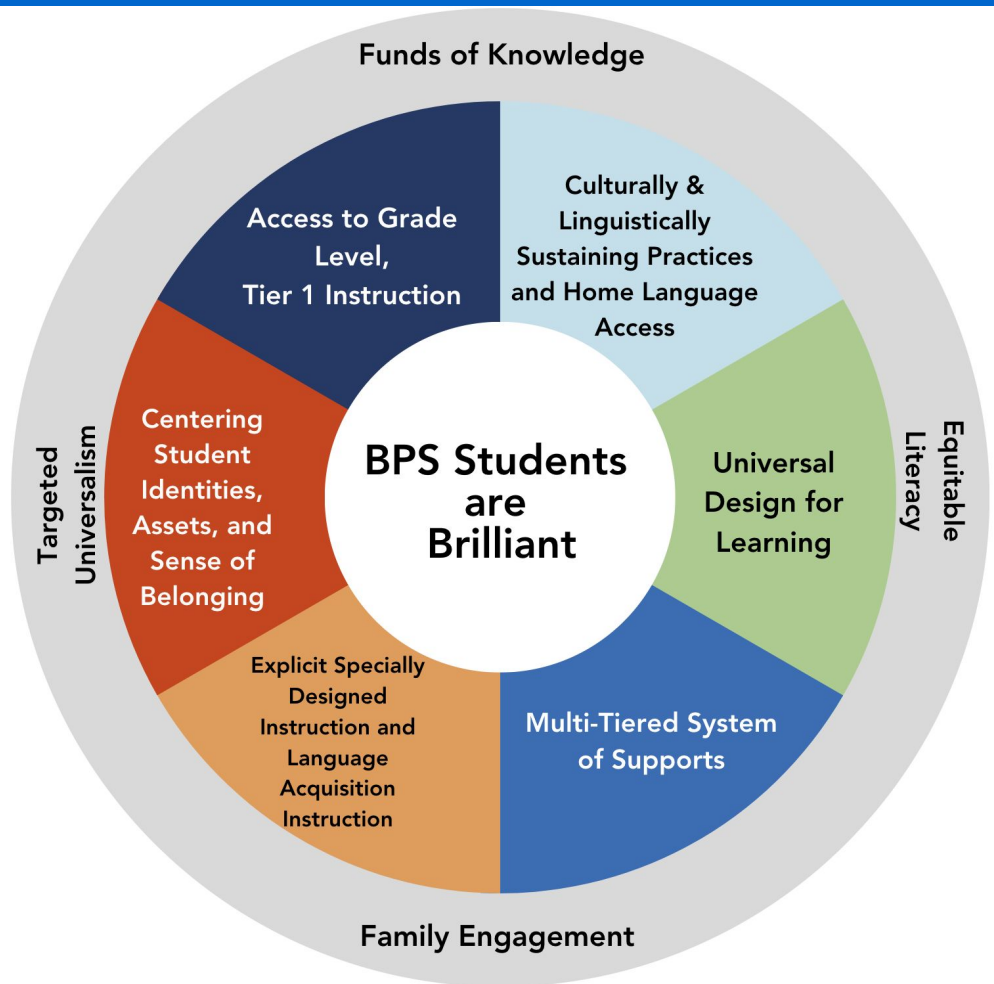 Funds of Knowledge
Access to Grade
Level,
Tier 1 Instruction
Culturally &
Linguistically
Sustaining Practices
and Home Language
Access
Targeted
Universalism
Centering
Student
Identities,
Assets, and
Sense of
Belonging
BPS Students
are
Brilliant
Universal
Design for
Learning
Equitable
Literacy
Explicit Specially
Designed
Instruction and
Language
Acquisition
Instruction
Multi-Tiered System
of Supports
Family Engagement